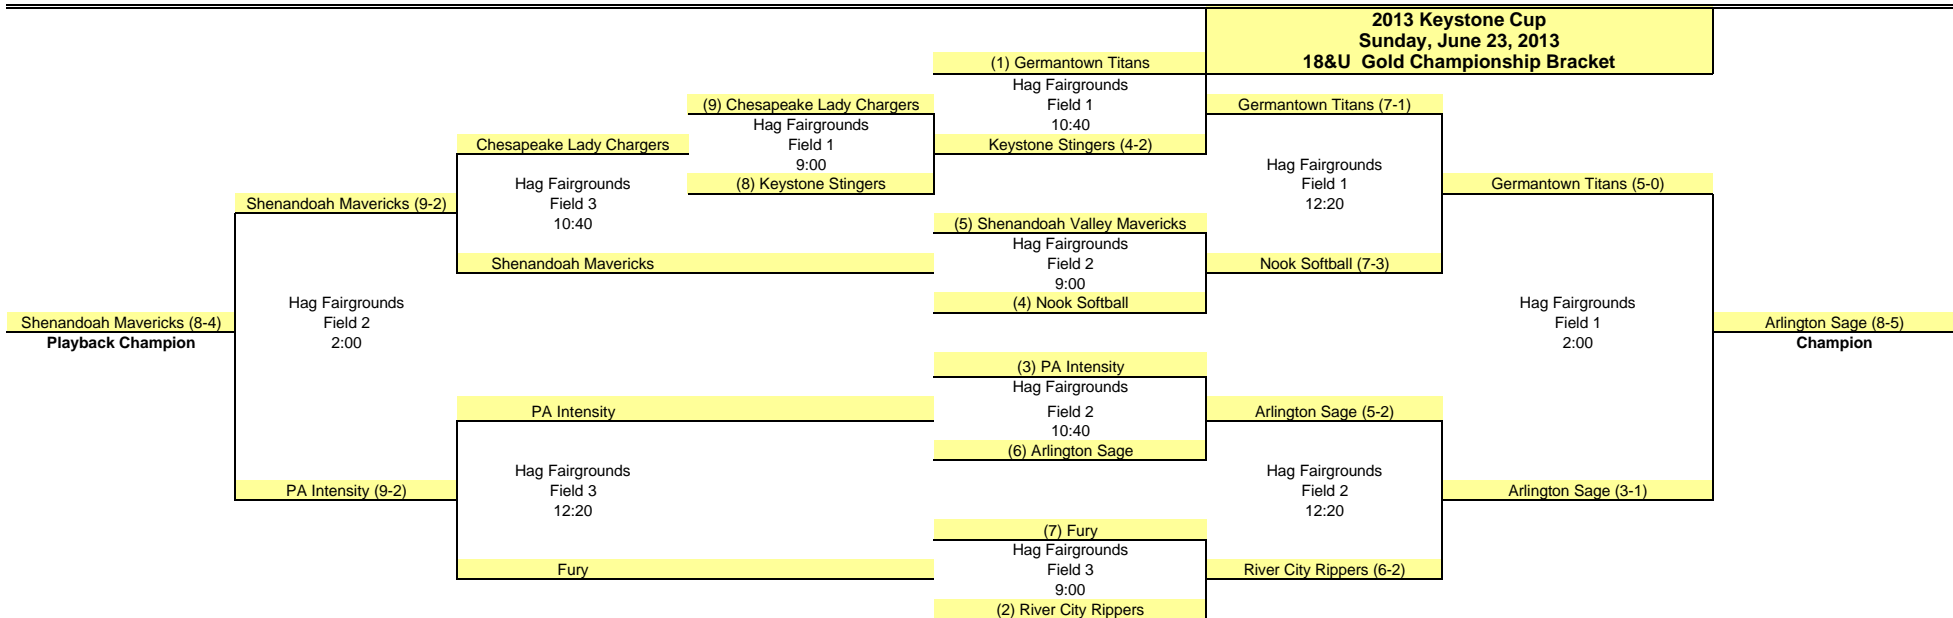 2013 Keystone Cup
Sunday, June 23, 2013
18&U  Gold Championship Bracket
(1) Germantown Titans
Hag Fairgrounds
Field 1
10:40
(9) Chesapeake Lady Chargers
Germantown Titans (7-1)
Hag Fairgrounds
Field 1
9:00
Chesapeake Lady Chargers
Keystone Stingers (4-2)
Hag Fairgrounds
Field 1
12:20
(8) Keystone Stingers
Hag Fairgrounds
Field 3
10:40
Germantown Titans (5-0)
Shenandoah Mavericks (9-2)
(5) Shenandoah Valley Mavericks
Hag Fairgrounds
Field 2
9:00
Shenandoah Mavericks
Nook Softball (7-3)
(4) Nook Softball
Hag Fairgrounds
Field 2
2:00
Hag Fairgrounds
Field 1
2:00
Shenandoah Mavericks (8-4)
Playback Champion
Arlington Sage (8-5)
Champion
(3) PA Intensity
Hag Fairgrounds
Field 2
10:40
PA Intensity
Arlington Sage (5-2)
(6) Arlington Sage
Hag Fairgrounds
Field 3
12:20
Hag Fairgrounds
Field 2
12:20
PA Intensity (9-2)
Arlington Sage (3-1)
(7) Fury
Hag Fairgrounds
Field 3
9:00
Fury
River City Rippers (6-2)
(2) River City Rippers